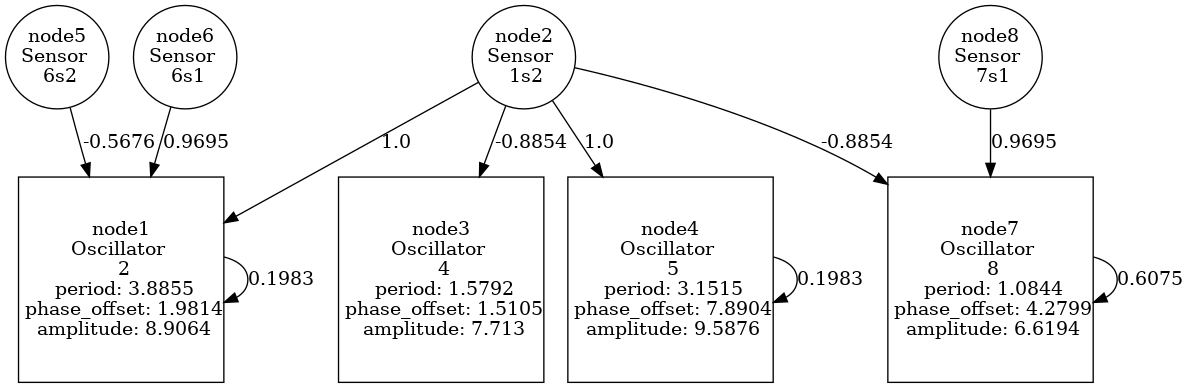 node5
Sensor
6s2
node6
Sensor
6s1
node2
Sensor
1s2
node8
Sensor
7s1
-0.5676
0.9695
1.0
-0.8854
1.0
-0.8854
0.9695
node1
Oscillator
2
period: 3.8855
phase_offset: 1.9814
amplitude: 8.9064
0.1983
node3
Oscillator
4
period: 1.5792
phase_offset: 1.5105
amplitude: 7.713
node4
Oscillator
5
period: 3.1515
phase_offset: 7.8904
amplitude: 9.5876
0.1983
node7
Oscillator
8
period: 1.0844
phase_offset: 4.2799
amplitude: 6.6194
0.6075